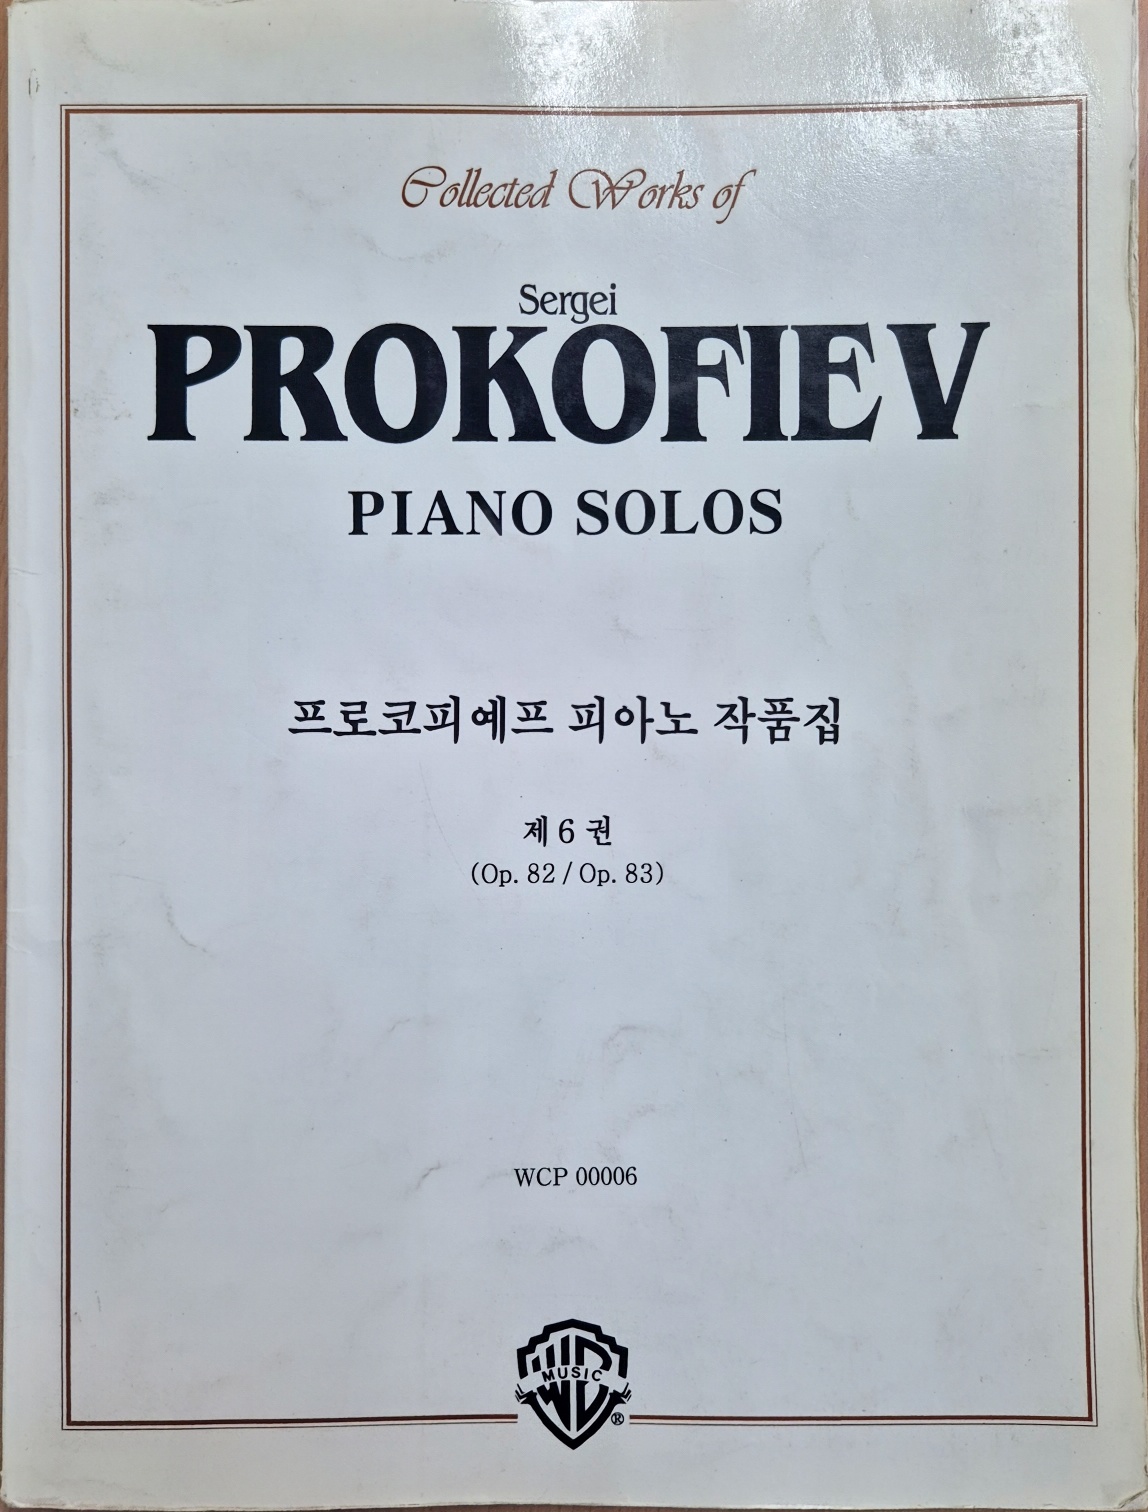 Collected Works of
Sergei
PROKOFIEV
PIANO SOLOS
프로코피예프 피아노 작품집
제 6 권
(Op. 82 / Op. 83)
WCP 00006
WB
MUSIC
®